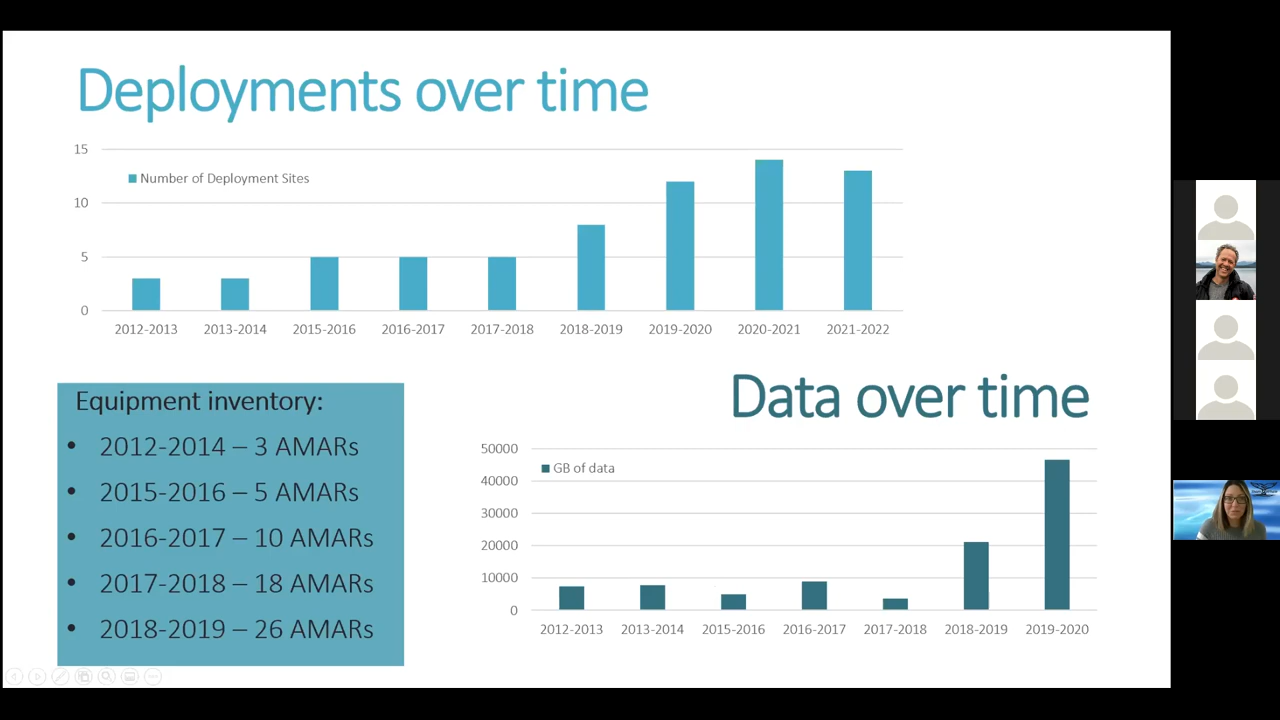 Deployments over time
15
Number of Deployment Sites
10
5
0
2012-2013 2013-2014 2015-2016 2016-2017 2017-2018 2018-2019 2019-2020 2020-2021 2021-2022
Equipment inventory:
• 2012-2014 – 3 AMARs
• 2015-2016 – 5 AMARs
• 2016-2017 – 10 AMARs
• 2017-2018 – 18 AMARs
• 2018-2019 – 26 AMARs
Data over time
50000
GB of data
40000
30000
20000
10000
0
2012-2013 2013-2014 2015-2016 2016-2017 2017-2018 2018-2019 2019-2020